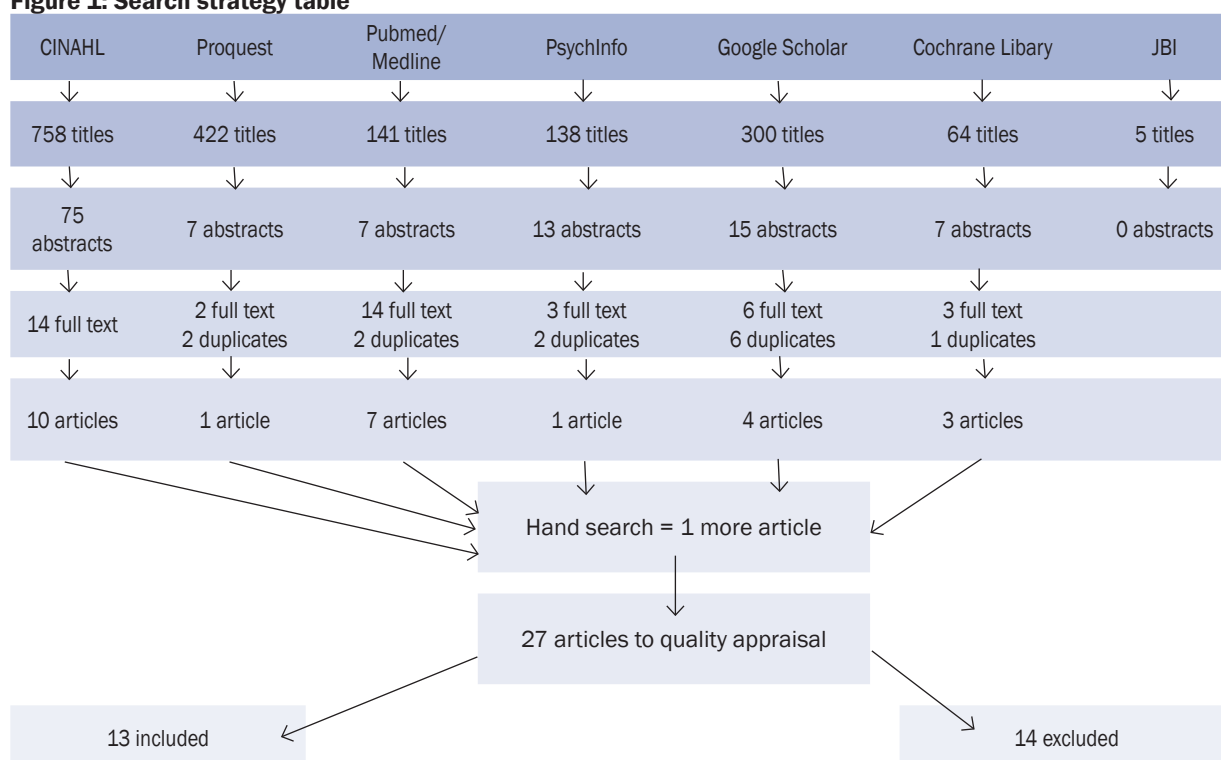 Figure 1: Search strategy table
CINAHL
Proquest
Pubmed/
Medline
PsychInfo
Google Scholar
Cochrane Libary
JBI
758 titles
422 titles
141 titles
138 titles
300 titles
64 titles
5 titles
75
abstracts
7 abstracts
7 abstracts
13 abstracts
15 abstracts
7 abstracts
0 abstracts
14 full text
2 full text
2 duplicates
14 full text
2 duplicates
3 full text
2 duplicates
6 full text
6 duplicates
3 full text
1 duplicates
10 articles
1 article
7 articles
1 article
4 articles
3 articles
Hand search = 1 more article
27 articles to quality appraisal
13 included
14 excluded